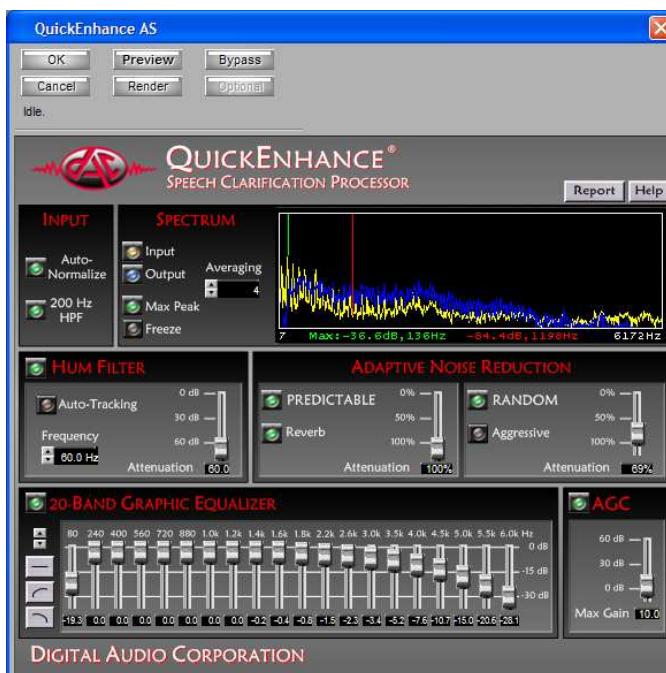 QuickEnhance AS
OK Preview Bypass
Cancel Render Optional
Idle.
dac QUICKENHANCE®
SPEECH CLARIFICATION PROCESSOR
Report Help
INPUT
Auto-Normalize
200 Hz HPF
SPECTRUM
Input
Output
Averaging
4
Max Peak
Freeze
7 Max:-36.6dB,136Hz -64.4dB,1198Hz 6172Hz
HUM FILTER
Auto-Tracking
Frequency
60.0 Hz
0 dB
30 dB
60 dB
Attenuation 60.0
ADAPTIVE NOISE REDUCTION
PREDICTABLE
Reverb
0%
50%
100%
Attenuation 100%
RANDOM
Aggressive
0%
50%
100%
Attenuation 69%
20-BAND GRAPHIC EQUALIZER
80 240 400 560 720 880 1.0k 1.2k 1.4k 1.6k 1.8k 2.2k 2.6k 3.0k 3.5k 4.0k 4.5k 5.0k 5.5k 6.0k Hz
0 dB
-15 dB
-30 dB
-19.3 0.0 0.0 0.0 0.0 0.0 0.0 0.0 -0.2 -0.4 -0.8 -1.5 -2.3 -3.4 -5.2 -7.6 -10.7 -15.0 -20.6 -28.1
AGC
60 dB
30 dB
0 dB
Max Gain 10.0
DIGITAL AUDIO CORPORATION